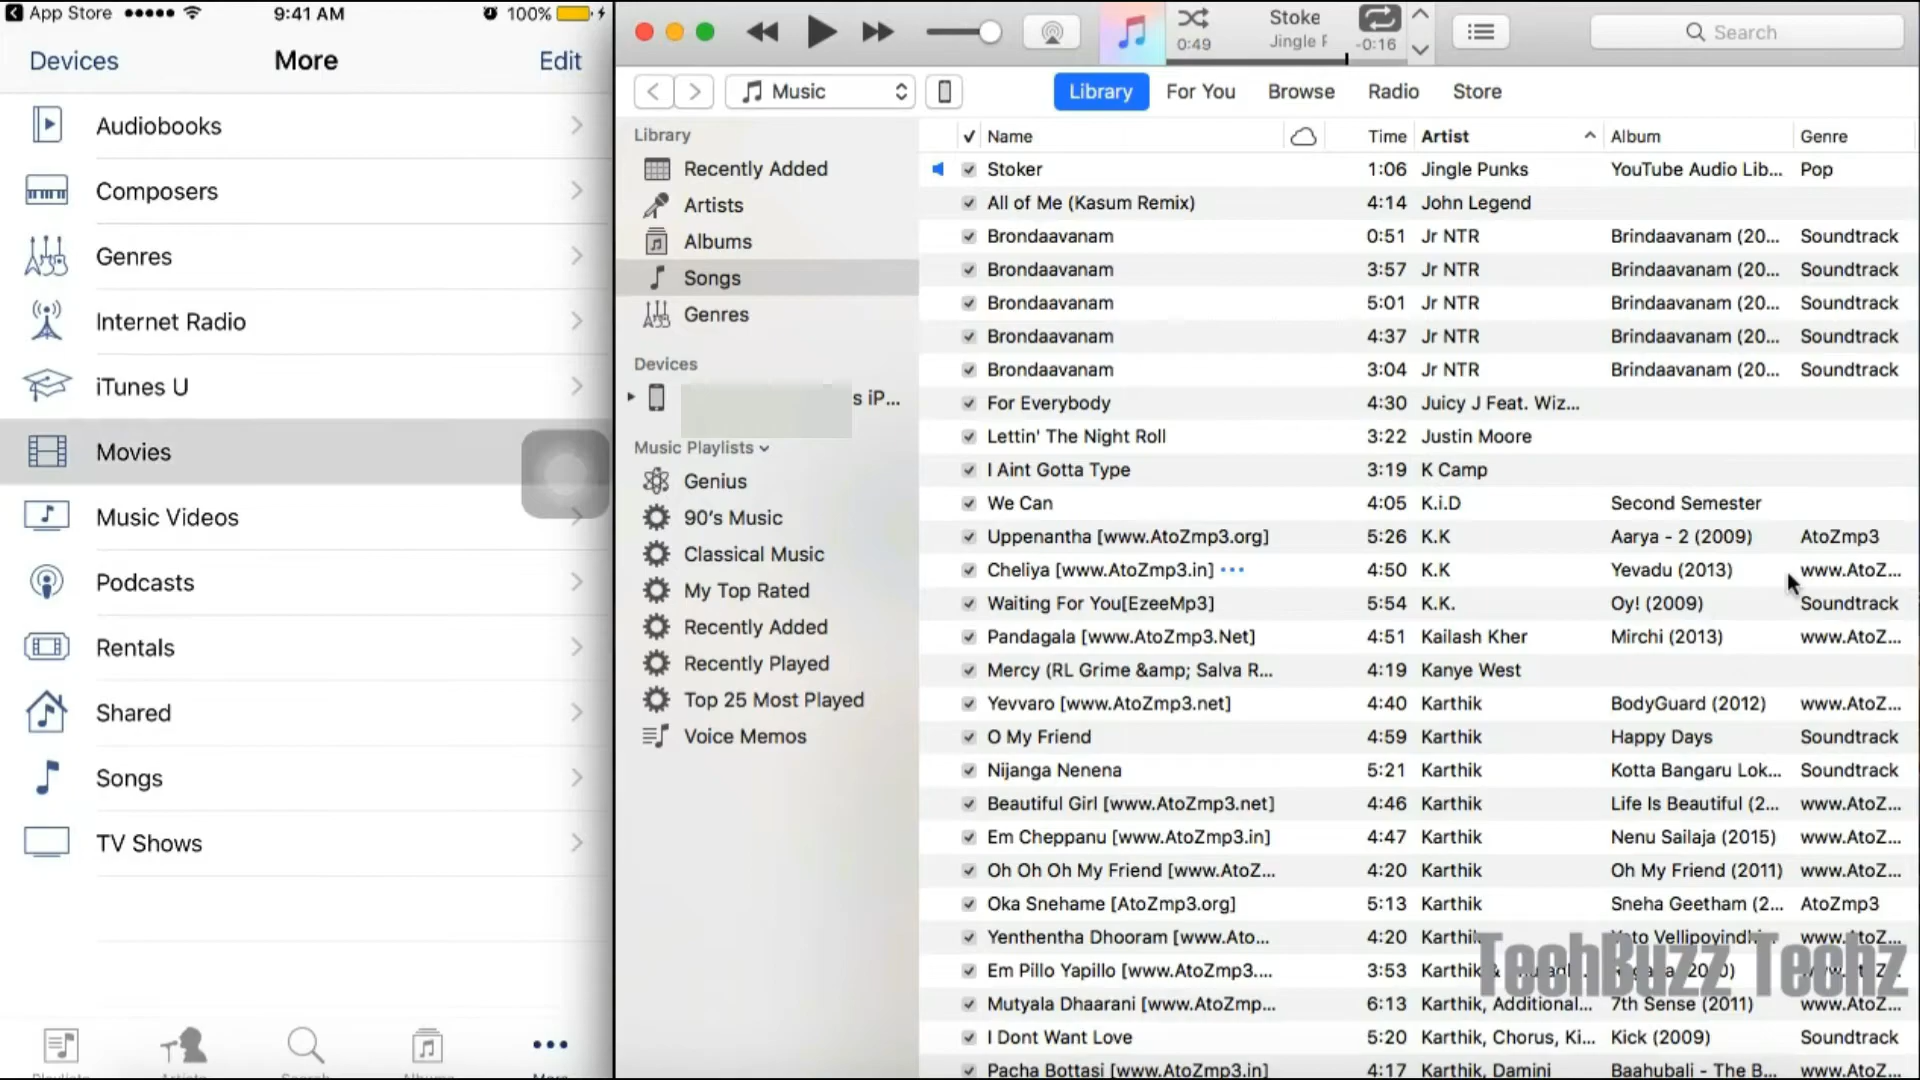 App Store 9:41 AM 100%
Devices More Edit
Audiobooks
Composers
Genres
Internet Radio
iTunes U
Movies
Music Videos
Podcasts
Rentals
Shared
Songs
TV Shows
0:49 Stoke Jingle -0:16
Search
Music
Library For You Browse Radio Store
Library
Recently Added
Artists
Albums
Songs
Genres
Devices
s iP...
Music Playlists
Genius
90's Music
Classical Music
My Top Rated
Recently Added
Recently Played
Top 25 Most Played
Voice Memos
Name Time Artist Album Genre
Stoker 1:06 Jingle Punks YouTube Audio Lib... Pop
All of Me (Kasum Remix) 4:14 John Legend
Brondaavanam 0:51 Jr NTR Brindaavanam (20... Soundtrack
Brondaavanam 3:57 Jr NTR Brindaavanam (20... Soundtrack
Brondaavanam 5:01 Jr NTR Brindaavanam (20... Soundtrack
Brondaavanam 4:37 Jr NTR Brindaavanam (20... Soundtrack
Brondaavanam 3:04 Jr NTR Brindaavanam (20... Soundtrack
For Everybody 4:30 Juicy J Feat. Wiz...
Lettin' The Night Roll 3:22 Justin Moore
I Aint Gotta Type 3:19 K Camp
We Can 4:05 K.i.D Second Semester
Uppenantha [www.AtoZmp3.org] 5:26 K.K Aarya - 2 (2009) AtoZmp3
Cheliya [www.AtoZmp3.in] ••• 4:50 K.K Yevadu (2013) www.AtoZ...
Waiting For You[EzeeMp3] 5:54 K.K. Oy! (2009) Soundtrack
Pandagala [www.AtoZmp3.Net] 4:51 Kailash Kher Mirchi (2013) www.AtoZ...
Mercy (RL Grime &amp; Salva R... 4:19 Kanye West
Yevvaro [www.AtoZmp3.net] 4:40 Karthik BodyGuard (2012) www.AtoZ...
O My Friend 4:59 Karthik Happy Days Soundtrack
Nijanga Nenena 5:21 Karthik Kotta Bangaru Lok... Soundtrack
Beautiful Girl [www.AtoZmp3.net] 4:46 Karthik Life Is Beautiful (2... www.AtoZ...
Em Cheppanu [www.AtoZmp3.in] 4:47 Karthik Nenu Sailaja (2015) www.AtoZ...
Oh Oh Oh My Friend [www.AtoZ... 4:20 Karthik Oh My Friend (2011) www.AtoZ...
Oka Snehame [AtoZmp3.org] 5:13 Karthik Sneha Geetham (2... AtoZmp3
Yenthentha Dhooram [www.Ato... 4:20 Karthik Vellipoyindhi... www.AtoZ...
Em Pillo Yapillo [www.AtoZmp3.... 3:53 Karthik &
TechBuzz Techz
Mutyala Dhaarani [www.AtoZmp... 6:13 Karthik, Additional... 7th Sense (2011) www.AtoZ...
I Dont Want Love 5:20 Karthik, Chorus, Ki... Kick (2009) Soundtrack
Pacha Bottasi [www.AtoZmp3.in] 4:17 Karthik, Damini Baahubali - The B... www.AtoZ...